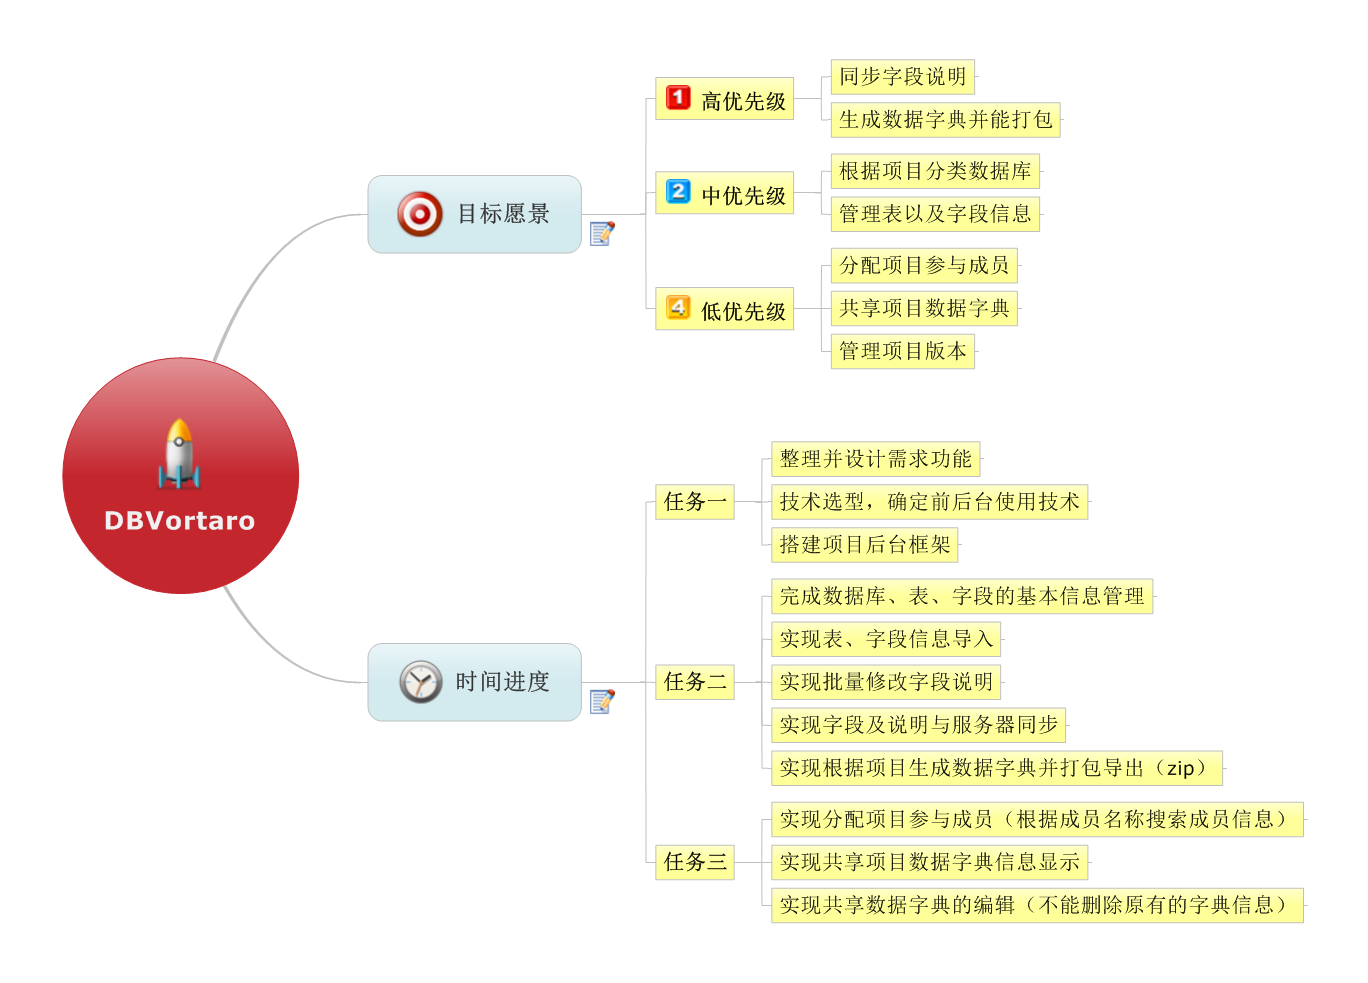 DBVortaro
目标愿景
1 高优先级
同步字段说明
生成数据字典并能打包
2 中优先级
根据项目分类数据库
管理表以及字段信息
4 低优先级
分配项目参与成员
共享项目数据字典
管理项目版本
时间进度
任务一
整理并设计需求功能
技术选型，确定前后台使用技术
搭建项目后台框架
任务二
完成数据库、表、字段的基本信息管理
实现表、字段信息导入
实现批量修改字段说明
实现字段及说明与服务器同步
实现根据项目生成数据字典并打包导出（zip）
任务三
实现分配项目参与成员（根据成员名称搜索成员信息）
实现共享项目数据字典信息显示
实现共享数据字典的编辑（不能删除原有的字典信息）